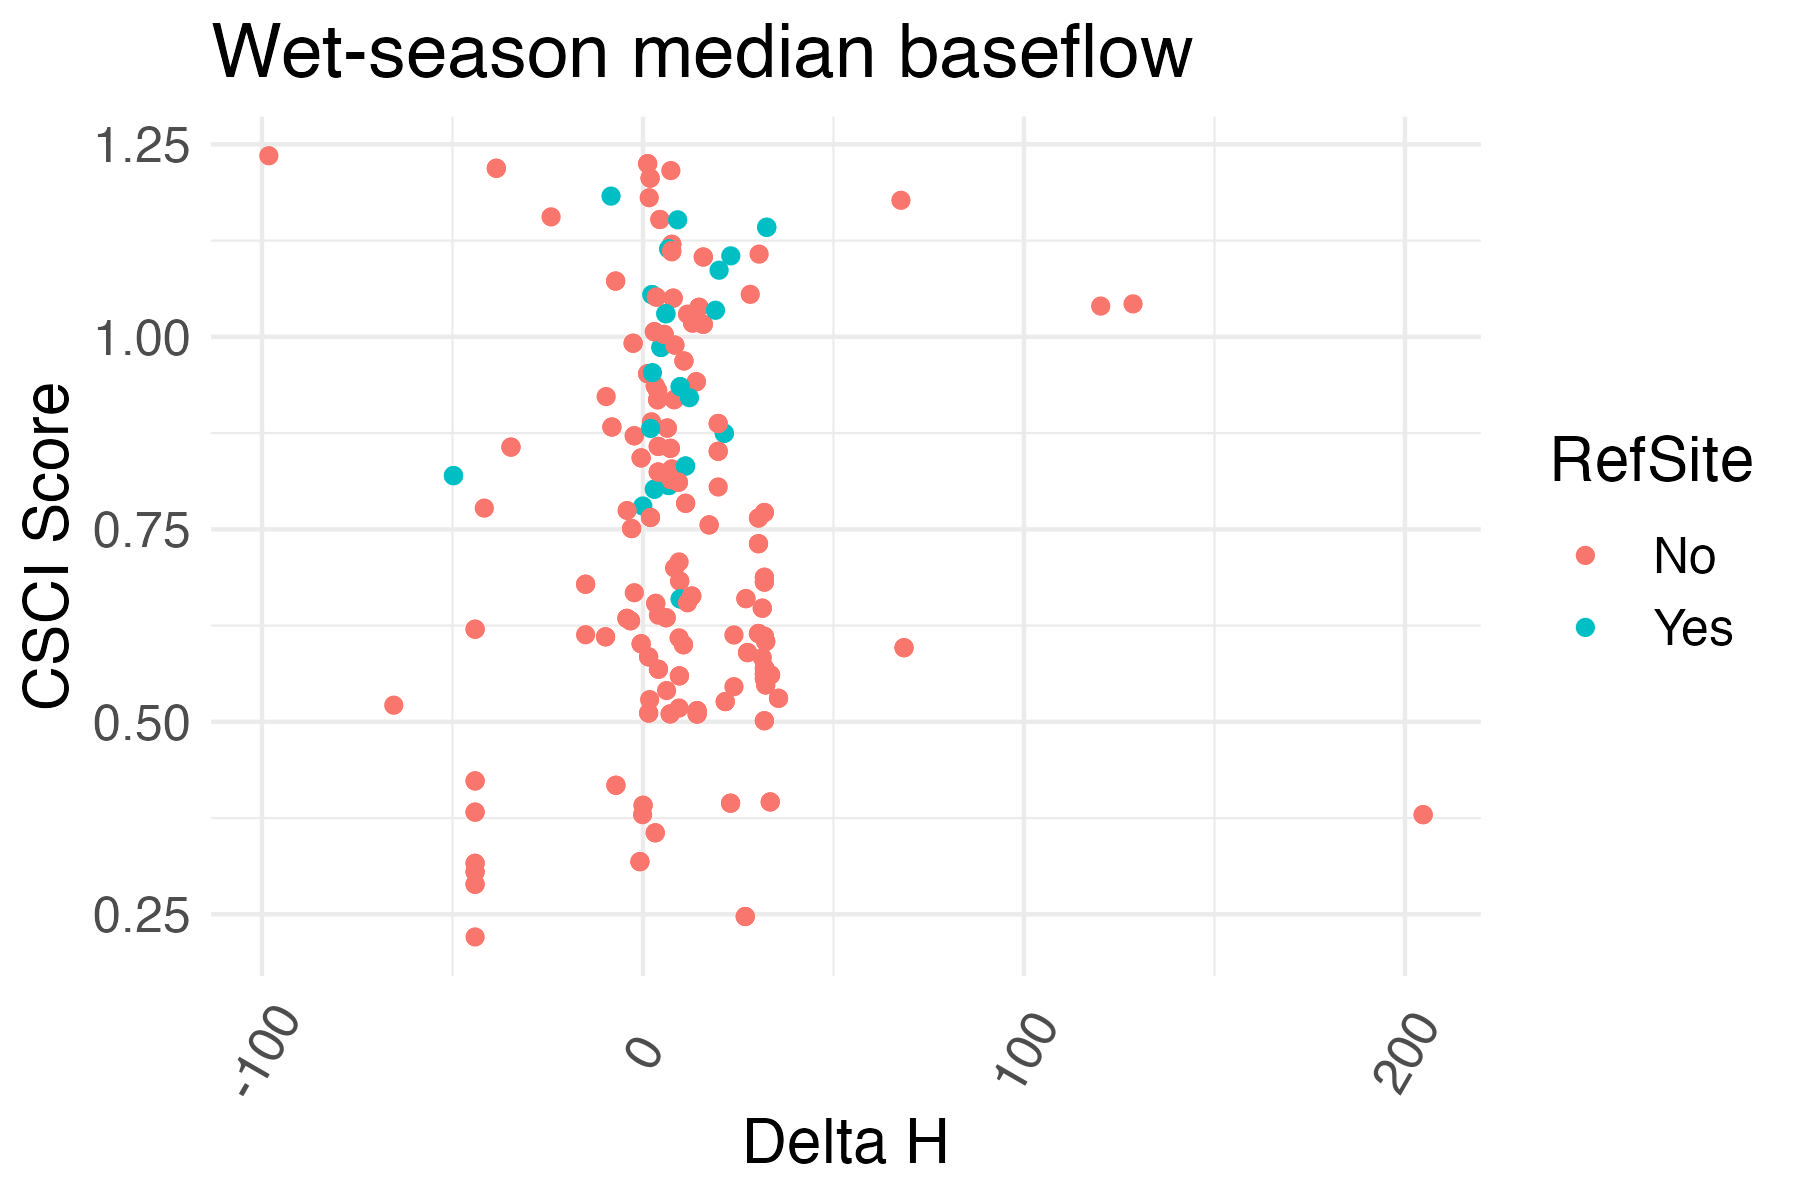 Wet-season median baseflow
1.25
1.00
0.75
0.50
0.25
CSCI Score
-100
0
100
200
Delta H
RefSite
No
Yes